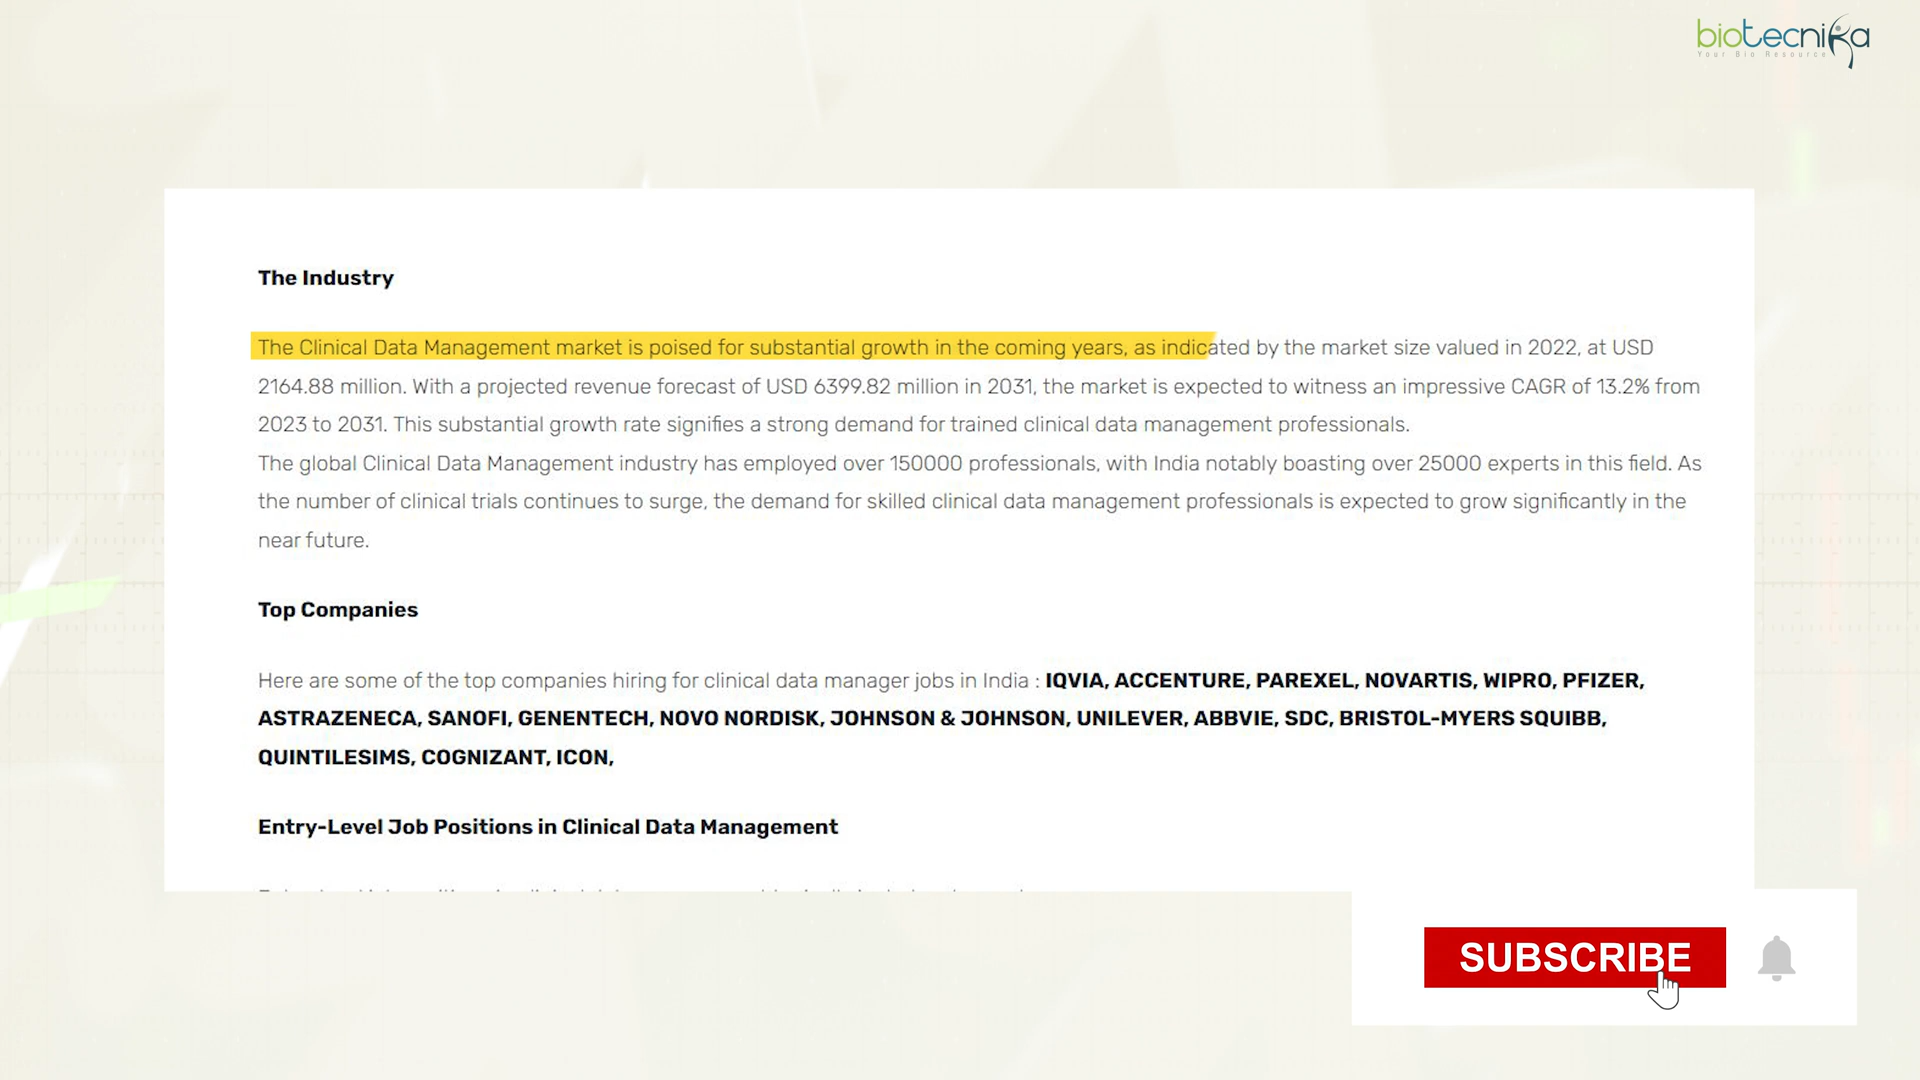 biotecnika
Your Bio Resource
The Industry
The Clinical Data Management market is poised for substantial growth in the coming years, as indicated by the market size valued in 2022, at USD
2164.88 million. With a projected revenue forecast of USD 6399.82 million in 2031, the market is expected to witness an impressive CAGR of 13.2% from
2023 to 2031. This substantial growth rate signifies a strong demand for trained clinical data management professionals.
The global Clinical Data Management industry has employed over 150000 professionals, with India notably boasting over 25000 experts in this field. As
the number of clinical trials continues to surge, the demand for skilled clinical data management professionals is expected to grow significantly in the
near future.
Top Companies
Here are some of the top companies hiring for clinical data manager jobs in India : IQVIA, ACCENTURE, PAREXEL, NOVARTIS, WIPRO, PFIZER,
ASTRAZENECA, SANOFI, GENENTECH, NOVO NORDISK, JOHNSON & JOHNSON, UNILEVER, ABBVIE, SDC, BRISTOL-MYERS SQUIBB,
QUINTILESIMS, COGNIZANT, ICON,
Entry-Level Job Positions in Clinical Data Management
SUBSCRIBE